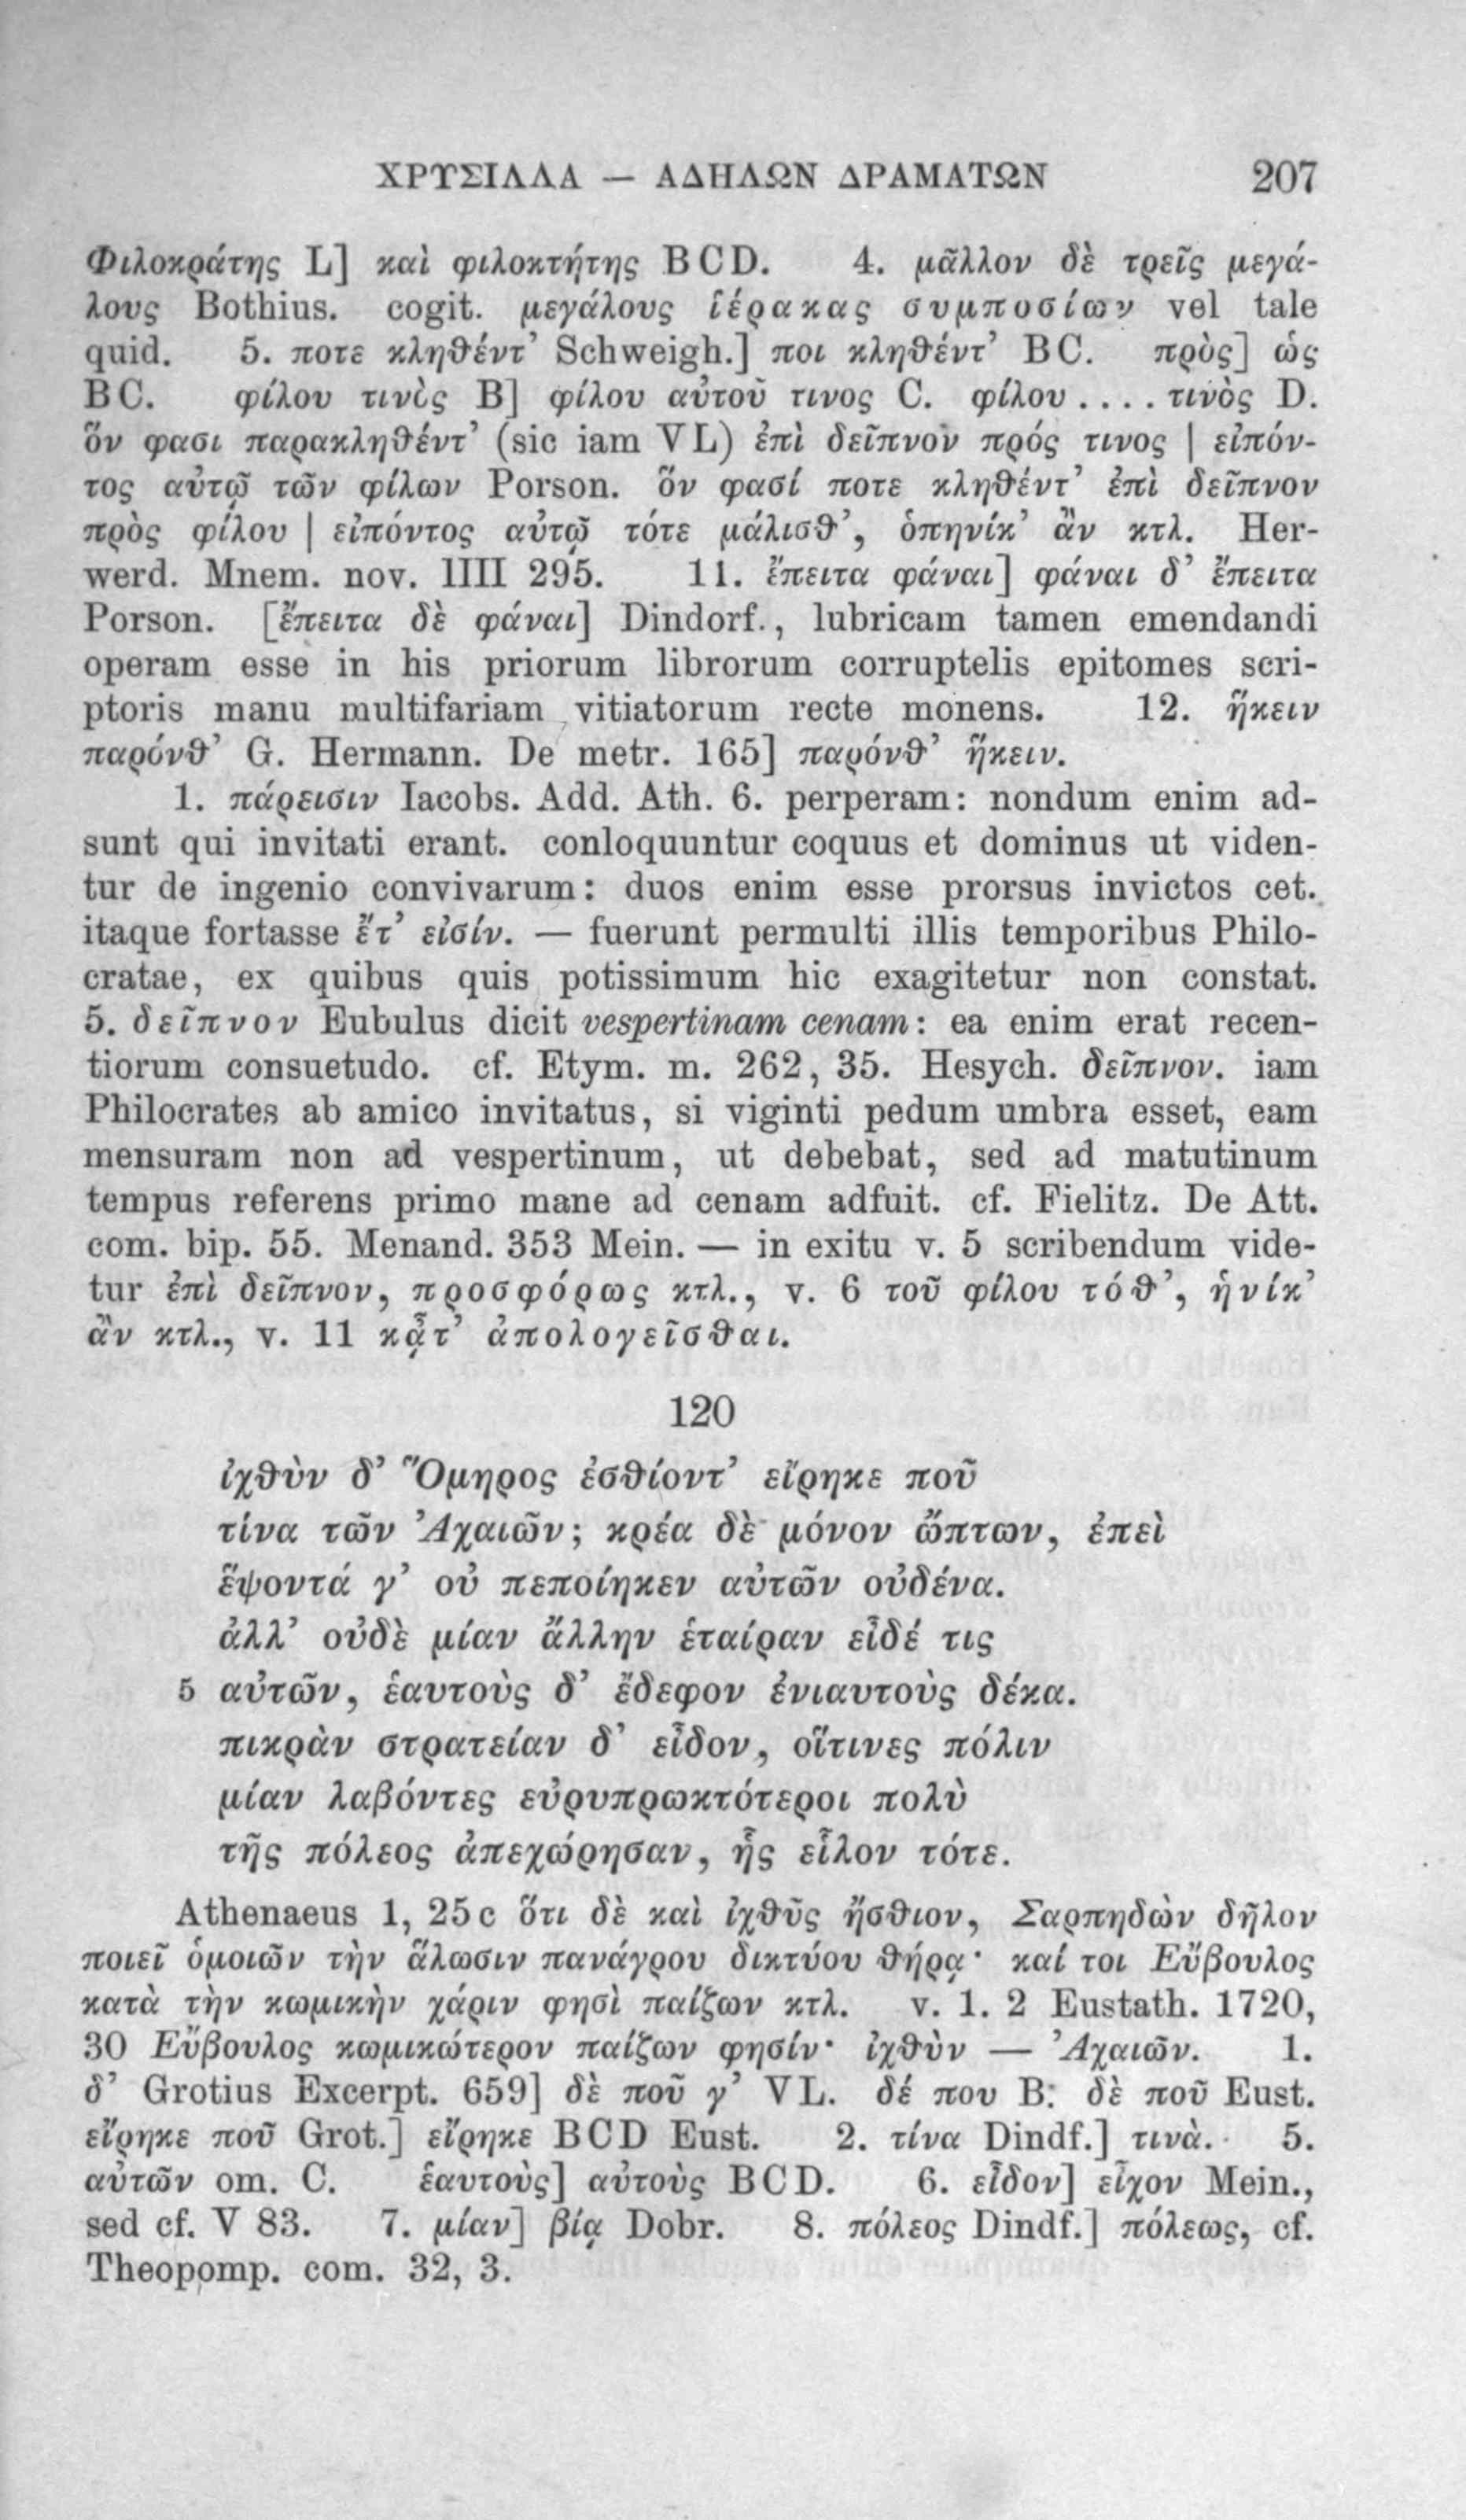 ΧΡΥΣΙΛΛΑ — ΑΔΗΛΩΝ ΔΡΑΜΑΤΩΝ 207
Φιλοκράτης L] καὶ φιλοκτήτης BCD. 4. μᾶλλον δὲ τρεῖς μεγά-
λους Bothius. cogit. μεγάλους ἱέρακας συμποσίων vel tale
quid. 5. ποτε κληθέντ’ Schweigh.] ποι κληθέντ’ BC. πρὸς] ὡς
BC. φίλου τινὸς B] φίλου αὐτοῦ τινος C. φίλου .... τινὸς D.
ὅν φασι παρακληθέντ’ (sic iam VL) ἐπὶ δεῖπνον πρός τινος | εἰπόν-
τος αὐτῷ τῶν φίλων Porson. ὅν φασί ποτε κληθέντ’ ἐπὶ δεῖπνον
πρὸς φίλου | εἰπόντος αὐτῷ τότε μάλισθ’, ὁπηνίκ’ ἂν κτλ. Her-
werd. Mnem. nov. IIII 295. 11. ἔπειτα φάναι] φάναι δ’ ἔπειτα
Porson. [ἔπειτα δὲ φάναι] Dindorf., lubricam tamen emendandi
operam esse in his priorum librorum corruptelis epitomes scri-
ptoris manu multifariam vitiatorum recte monens. 12. ἥκειν
παρόνθ’ G. Hermann. De metr. 165] παρόνθ’ ἥκειν.
1. πάρεισιν Iacobs. Add. Ath. 6. perperam: nondum enim ad-
sunt qui invitati erant. conloquuntur coquus et dominus ut viden-
tur de ingenio convivarum: duos enim esse prorsus invictos cet.
itaque fortasse ἔτ’ εἰσίν. — fuerunt permulti illis temporibus Philo-
cratae, ex quibus quis potissimum hic exagitetur non constat.
5. δεῖπνον Eubulus dicit vespertinam cenam: ea enim erat recen-
tiorum consuetudo. cf. Etym. m. 262, 35. Hesych. δεῖπνον. iam
Philocrates ab amico invitatus, si viginti pedum umbra esset, eam
mensuram non ad vespertinum, ut debebat, sed ad matutinum
tempus referens primo mane ad cenam adfuit. cf. Fielitz. De Att.
com. bip. 55. Menand. 353 Mein. — in exitu v. 5 scribendum vide-
tur ἐπὶ δεῖπνον, προσφόρως κτλ., v. 6 τοῦ φίλου τόθ’, ἡνίκ’
ἂν κτλ., v. 11 κᾆτ’ ἀπολογεῖσθαι.
120
ἰχθὺν δ’ Ὅμηρος ἐσθίοντ’ εἴρηκε ποῦ
τίνα τῶν Ἀχαιῶν; κρέα δὲ μόνον ὤπτων, ἐπεὶ
ἕψοντά γ’ οὐ πεποίηκεν αὐτῶν οὐδένα.
ἀλλ’ οὐδὲ μίαν ἄλλην ἑταίραν εἶδέ τις
5 αὐτῶν, ἑαυτοὺς δ’ ἔδεφον ἐνιαυτοὺς δέκα.
πικρὰν στρατείαν δ’ εἶδον, οἵτινες πόλιν
μίαν λαβόντες εὐρυπρωκτότεροι πολὺ
τῆς πόλεος ἀπεχώρησαν, ἧς εἷλον τότε.
Athenaeus 1, 25c ὅτι δὲ καὶ ἰχθῦς ἤσθιον, Σαρπηδὼν δῆλον
ποιεῖ ὁμοιῶν τὴν ἅλωσιν πανάγρου δικτύου θήρᾳ· καί τοι Εὔβουλος
κατὰ τὴν κωμικὴν χάριν φησὶ παίζων κτλ. v. 1. 2 Eustath. 1720,
30 Εὔβουλος κωμικώτερον παίζων φησίν· ἰχθὺν — Ἀχαιῶν. 1.
δ’ Grotius Excerpt. 659] δὲ ποῦ γ’ VL. δέ που B: δὲ ποῦ Eust.
εἴρηκε ποῦ Grot.] εἴρηκε BCD Eust. 2. τίνα Dindf.] τινὰ. 5.
αὐτῶν om. C. ἑαυτοὺς] αὐτοὺς BCD. 6. εἶδον] εἶχον Mein.,
sed cf. V 83. 7. μίαν] βίᾳ Dobr. 8. πόλεος Dindf.] πόλεως, cf.
Theopomp. com. 32, 3.